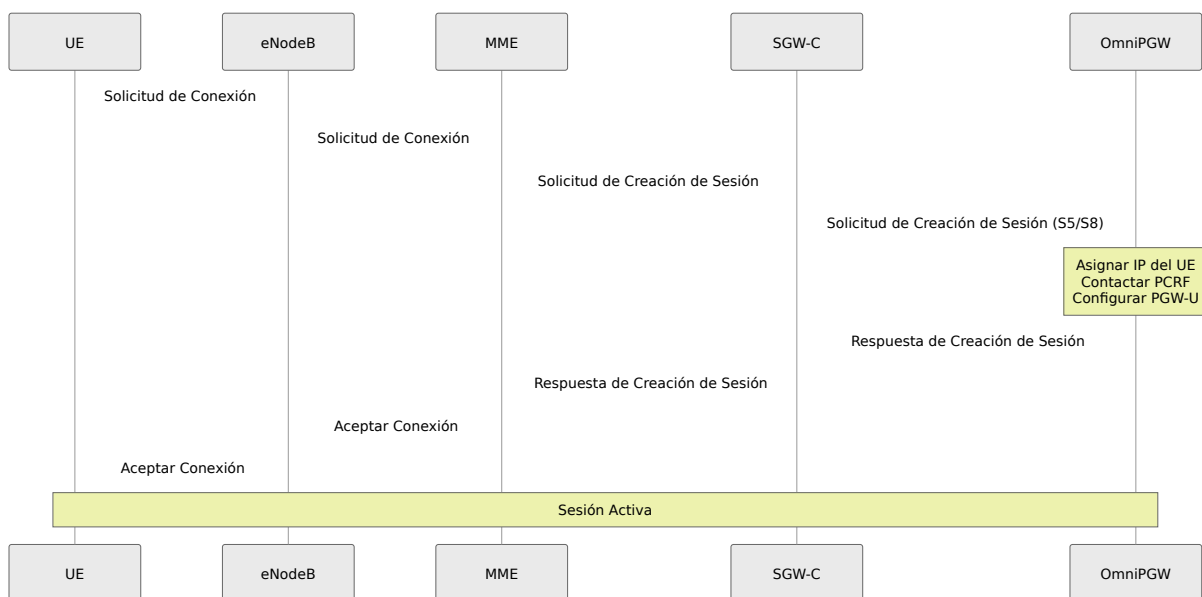 UE
eNodeB
MME
SGW-C
OmniPGW
Solicitud de Conexión
Solicitud de Conexión
Solicitud de Creación de Sesión
Solicitud de Creación de Sesión (S5/S8)
Asignar IP del UE
Contactar PCRF
Configurar PGW-U
Respuesta de Creación de Sesión
Respuesta de Creación de Sesión
Aceptar Conexión
Aceptar Conexión
Sesión Activa
UE
eNodeB
MME
SGW-C
OmniPGW